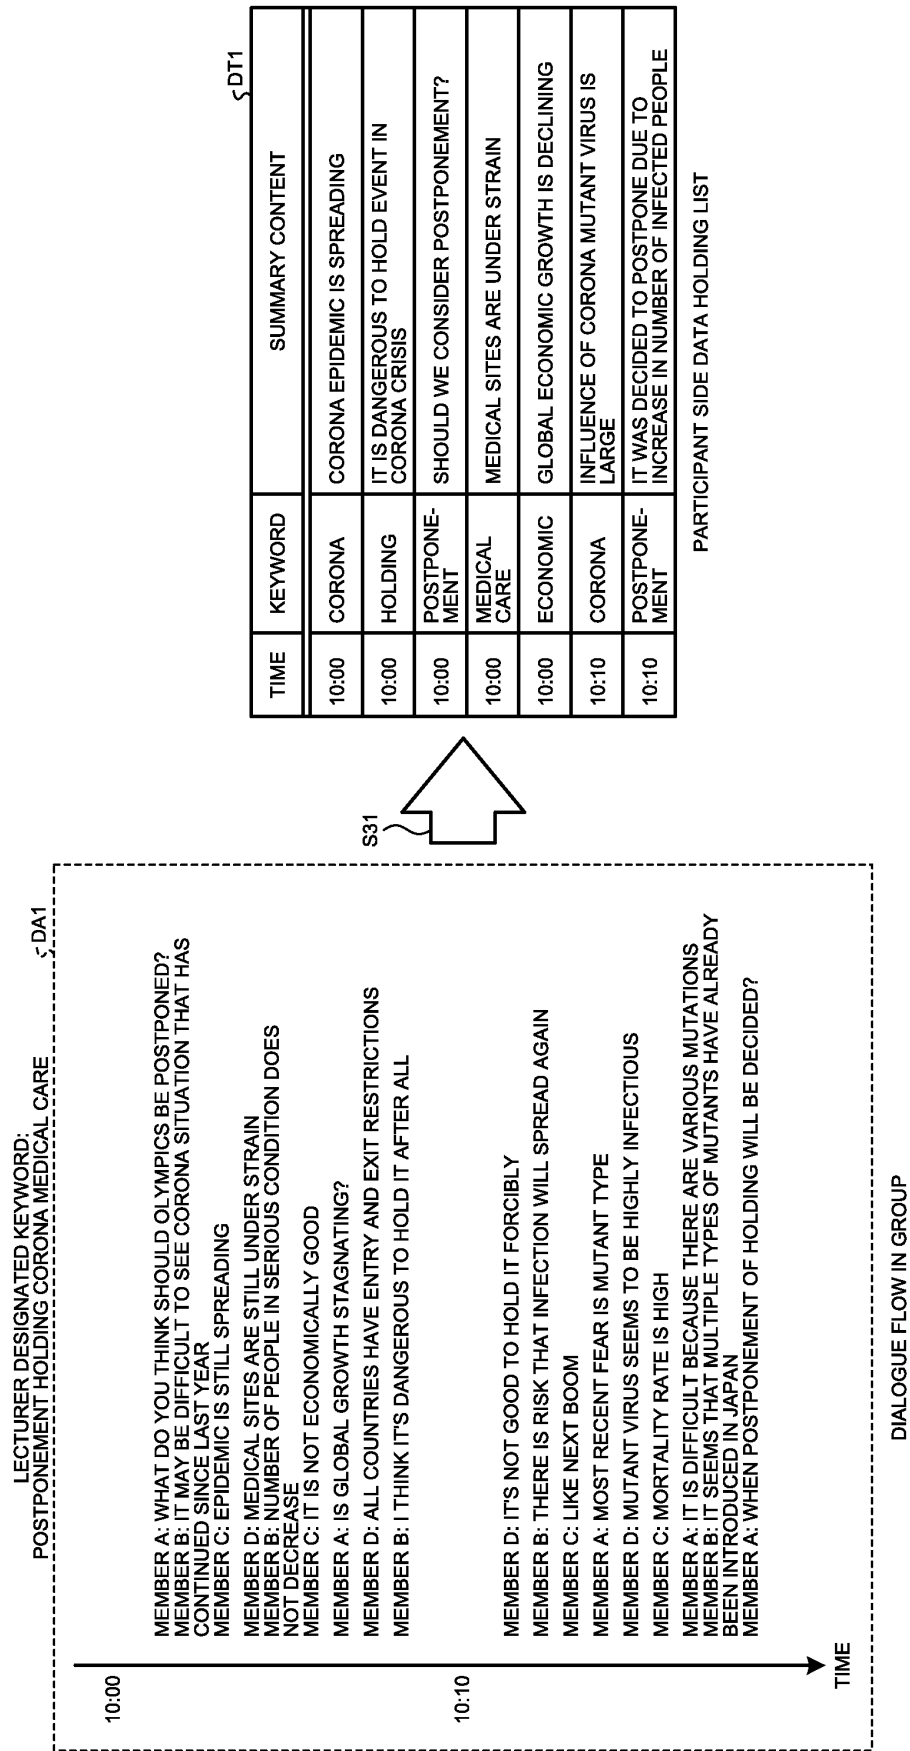 LECTURER DESIGNATED KEYWORD:
POSTPONEMENT HOLDING CORONA MEDICAL CARE
DA1
10:00
MEMBER A: WHAT DO YOU THINK SHOULD OLYMPICS BE POSTPONED?
MEMBER B: IT MAY BE DIFFICULT TO SEE CORONA SITUATION THAT HAS
CONTINUED SINCE LAST YEAR
MEMBER C: EPIDEMIC IS STILL SPREADING
MEMBER D: MEDICAL SITES ARE STILL UNDER STRAIN
MEMBER B: NUMBER OF PEOPLE IN SERIOUS CONDITION DOES
NOT DECREASE
MEMBER C: IT IS NOT ECONOMICALLY GOOD
MEMBER A: IS GLOBAL GROWTH STAGNATING?
MEMBER D: ALL COUNTRIES HAVE ENTRY AND EXIT RESTRICTIONS
MEMBER B: I THINK IT'S DANGEROUS TO HOLD IT AFTER ALL
10:10
MEMBER D: IT'S NOT GOOD TO HOLD IT FORCIBLY
MEMBER B: THERE IS RISK THAT INFECTION WILL SPREAD AGAIN
MEMBER C: LIKE NEXT BOOM
MEMBER A: MOST RECENT FEAR IS MUTANT TYPE
MEMBER D: MUTANT VIRUS SEEMS TO BE HIGHLY INFECTIOUS
MEMBER C: MORTALITY RATE IS HIGH
MEMBER A: IT IS DIFFICULT BECAUSE THERE ARE VARIOUS MUTATIONS
MEMBER B: IT SEEMS THAT MULTIPLE TYPES OF MUTANTS HAVE ALREADY
BEEN INTRODUCED IN JAPAN
MEMBER A: WHEN POSTPONEMENT OF HOLDING WILL BE DECIDED?
TIME
DIALOGUE FLOW IN GROUP
S31
DT1
TIME KEYWORD SUMMARY CONTENT
10:00 CORONA CORONA EPIDEMIC IS SPREADING
10:00 HOLDING IT IS DANGEROUS TO HOLD EVENT IN
CORONA CRISIS
10:00 POSTPONE-
MENT SHOULD WE CONSIDER POSTPONEMENT?
10:00 MEDICAL
CARE MEDICAL SITES ARE UNDER STRAIN
10:00 ECONOMIC GLOBAL ECONOMIC GROWTH IS DECLINING
10:10 CORONA INFLUENCE OF CORONA MUTANT VIRUS IS
LARGE
10:10 POSTPONE-
MENT IT WAS DECIDED TO POSTPONE DUE TO
INCREASE IN NUMBER OF INFECTED PEOPLE
PARTICIPANT SIDE DATA HOLDING LIST